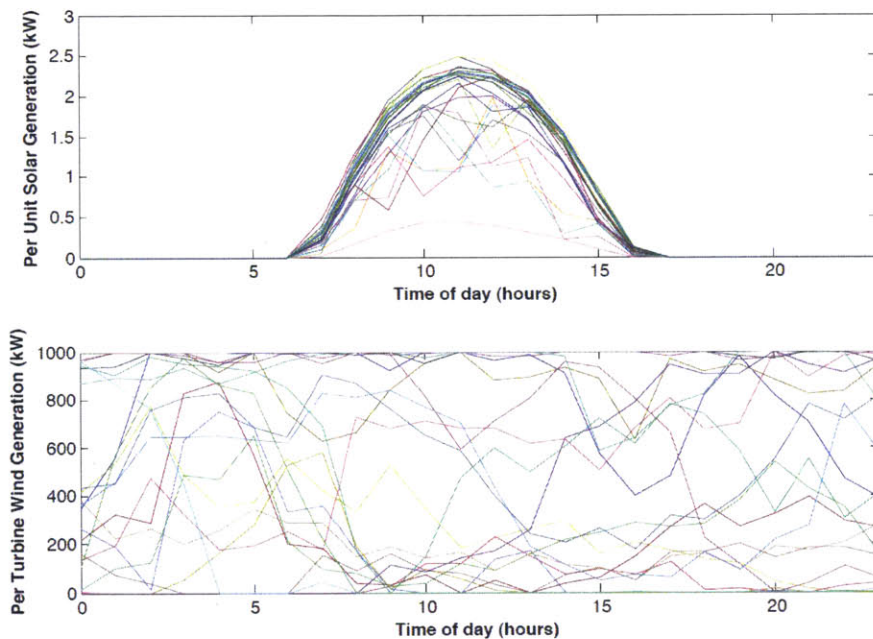 Per Unit Solar Generation (kW)
3
2.5
2
1.5
1
0.5
0
0 5 10 15 20
Time of day (hours)
Per Turbine Wind Generation (kW)
1000
800
600
400
200
0
0 5 10 15 20
Time of day (hours)